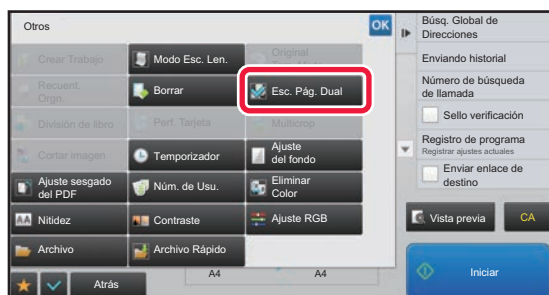 Otros
OK
Crear Trabajo
Modo Esc. Len.
Original
Recuent.
Orgn.
Borrar
Esc. Pág. Dual
División de libro
Perf. Tarjeta
Multicrop
Cortar imagen
Temporizador
Ajuste
del fondo
Ajuste sesgado
del PDF
Núm. de Usu.
Eliminar
Color
Nitidez
Contraste
Ajuste RGB
Archivo
Archivo Rápido
Atrás
A4
A4
Búsq. Global de
Direcciones
Enviando historial
Número de búsqueda
de llamada
Sello verificación
Registro de programa
Registrar ajustes actuales
Enviar enlace de
destino
Vista previa
CA
Iniciar